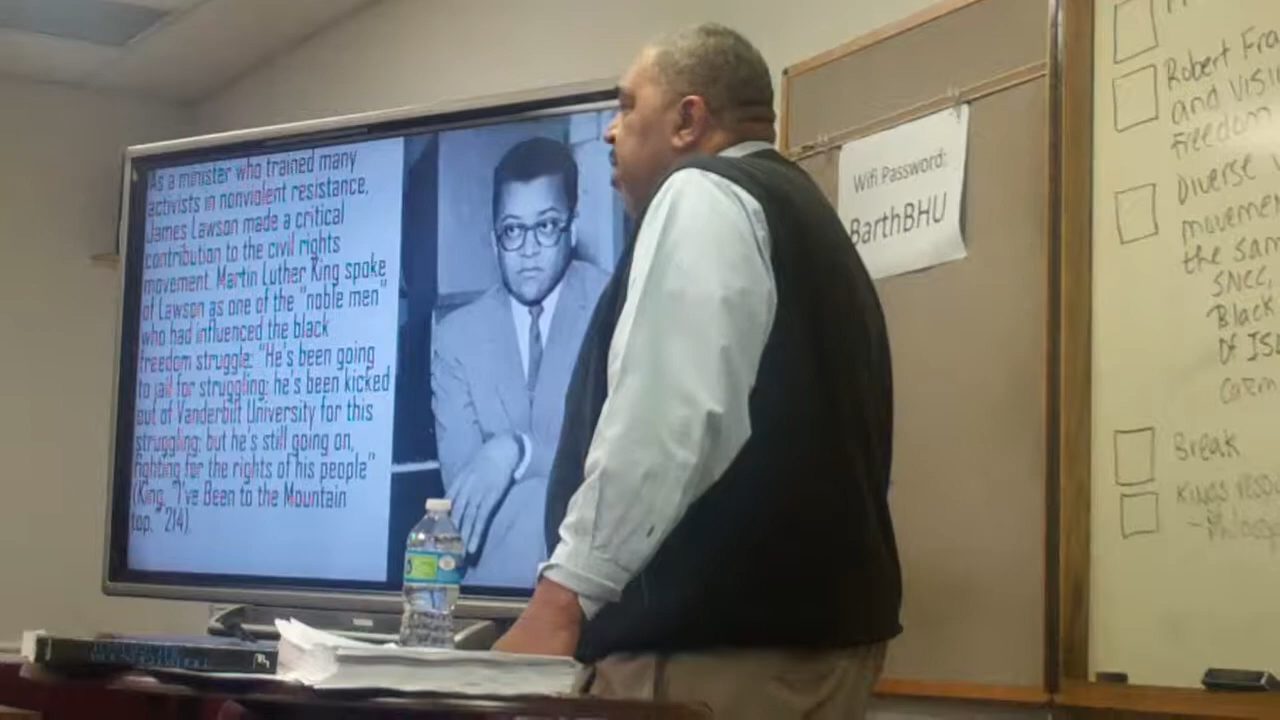 As a minister who trained many
activists in nonviolent resistance,
James Lawson made a critical
contribution to the civil rights
movement. Martin Luther King spoke
of Lawson as one of the "noble men"
who had influenced the black
freedom struggle: "He's been going
to jail for struggling; he's been kicked
out of Vanderbilt University for this
struggling; but he's still going on,
fighting for the rights of his people"
(King, "I've Been to the Mountain
top," 214).
Wifi Password:
BarthBHU
Robert Fra
and visi
Freedom
Diverse
movemen
the sam
SNCC,
Black
Of ISL
Break
Kings